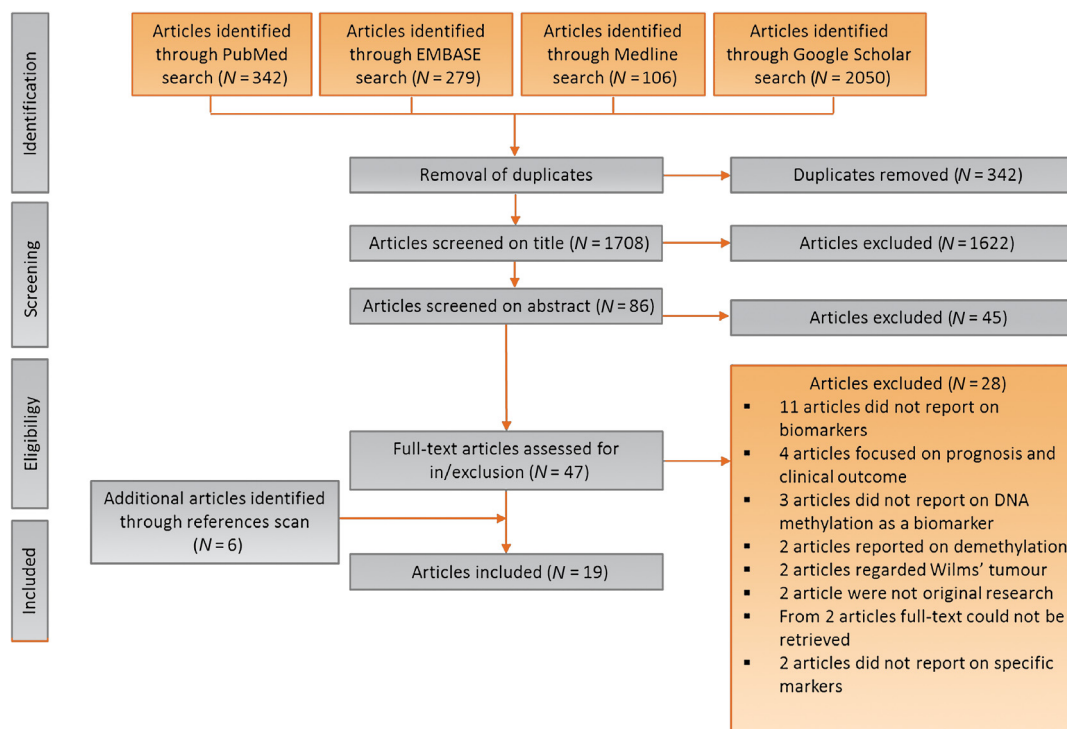 Identification
Articles identified
through PubMed
search (N = 342)
Articles identified
through EMBASE
search (N = 279)
Articles identified
through Medline
search (N = 106)
Articles identified
through Google Scholar
search (N = 2050)
Removal of duplicates
Duplicates removed (N = 342)
Screening
Articles screened on title (N = 1708)
Articles excluded (N = 1622)
Articles screened on abstract (N = 86)
Articles excluded (N = 45)
Eligibiligy
Full-text articles assessed for
in/exclusion (N = 47)
Articles excluded (N = 28)
▪ 11 articles did not report on
biomarkers
▪ 4 articles focused on prognosis and
clinical outcome
▪ 3 articles did not report on DNA
methylation as a biomarker
▪ 2 articles reported on demethylation
▪ 2 articles regarded Wilms' tumour
▪ 2 article were not original research
▪ From 2 articles full-text could not be
retrieved
▪ 2 articles did not report on specific
markers
Additional articles identified
through references scan
(N = 6)
Included
Articles included (N = 19)